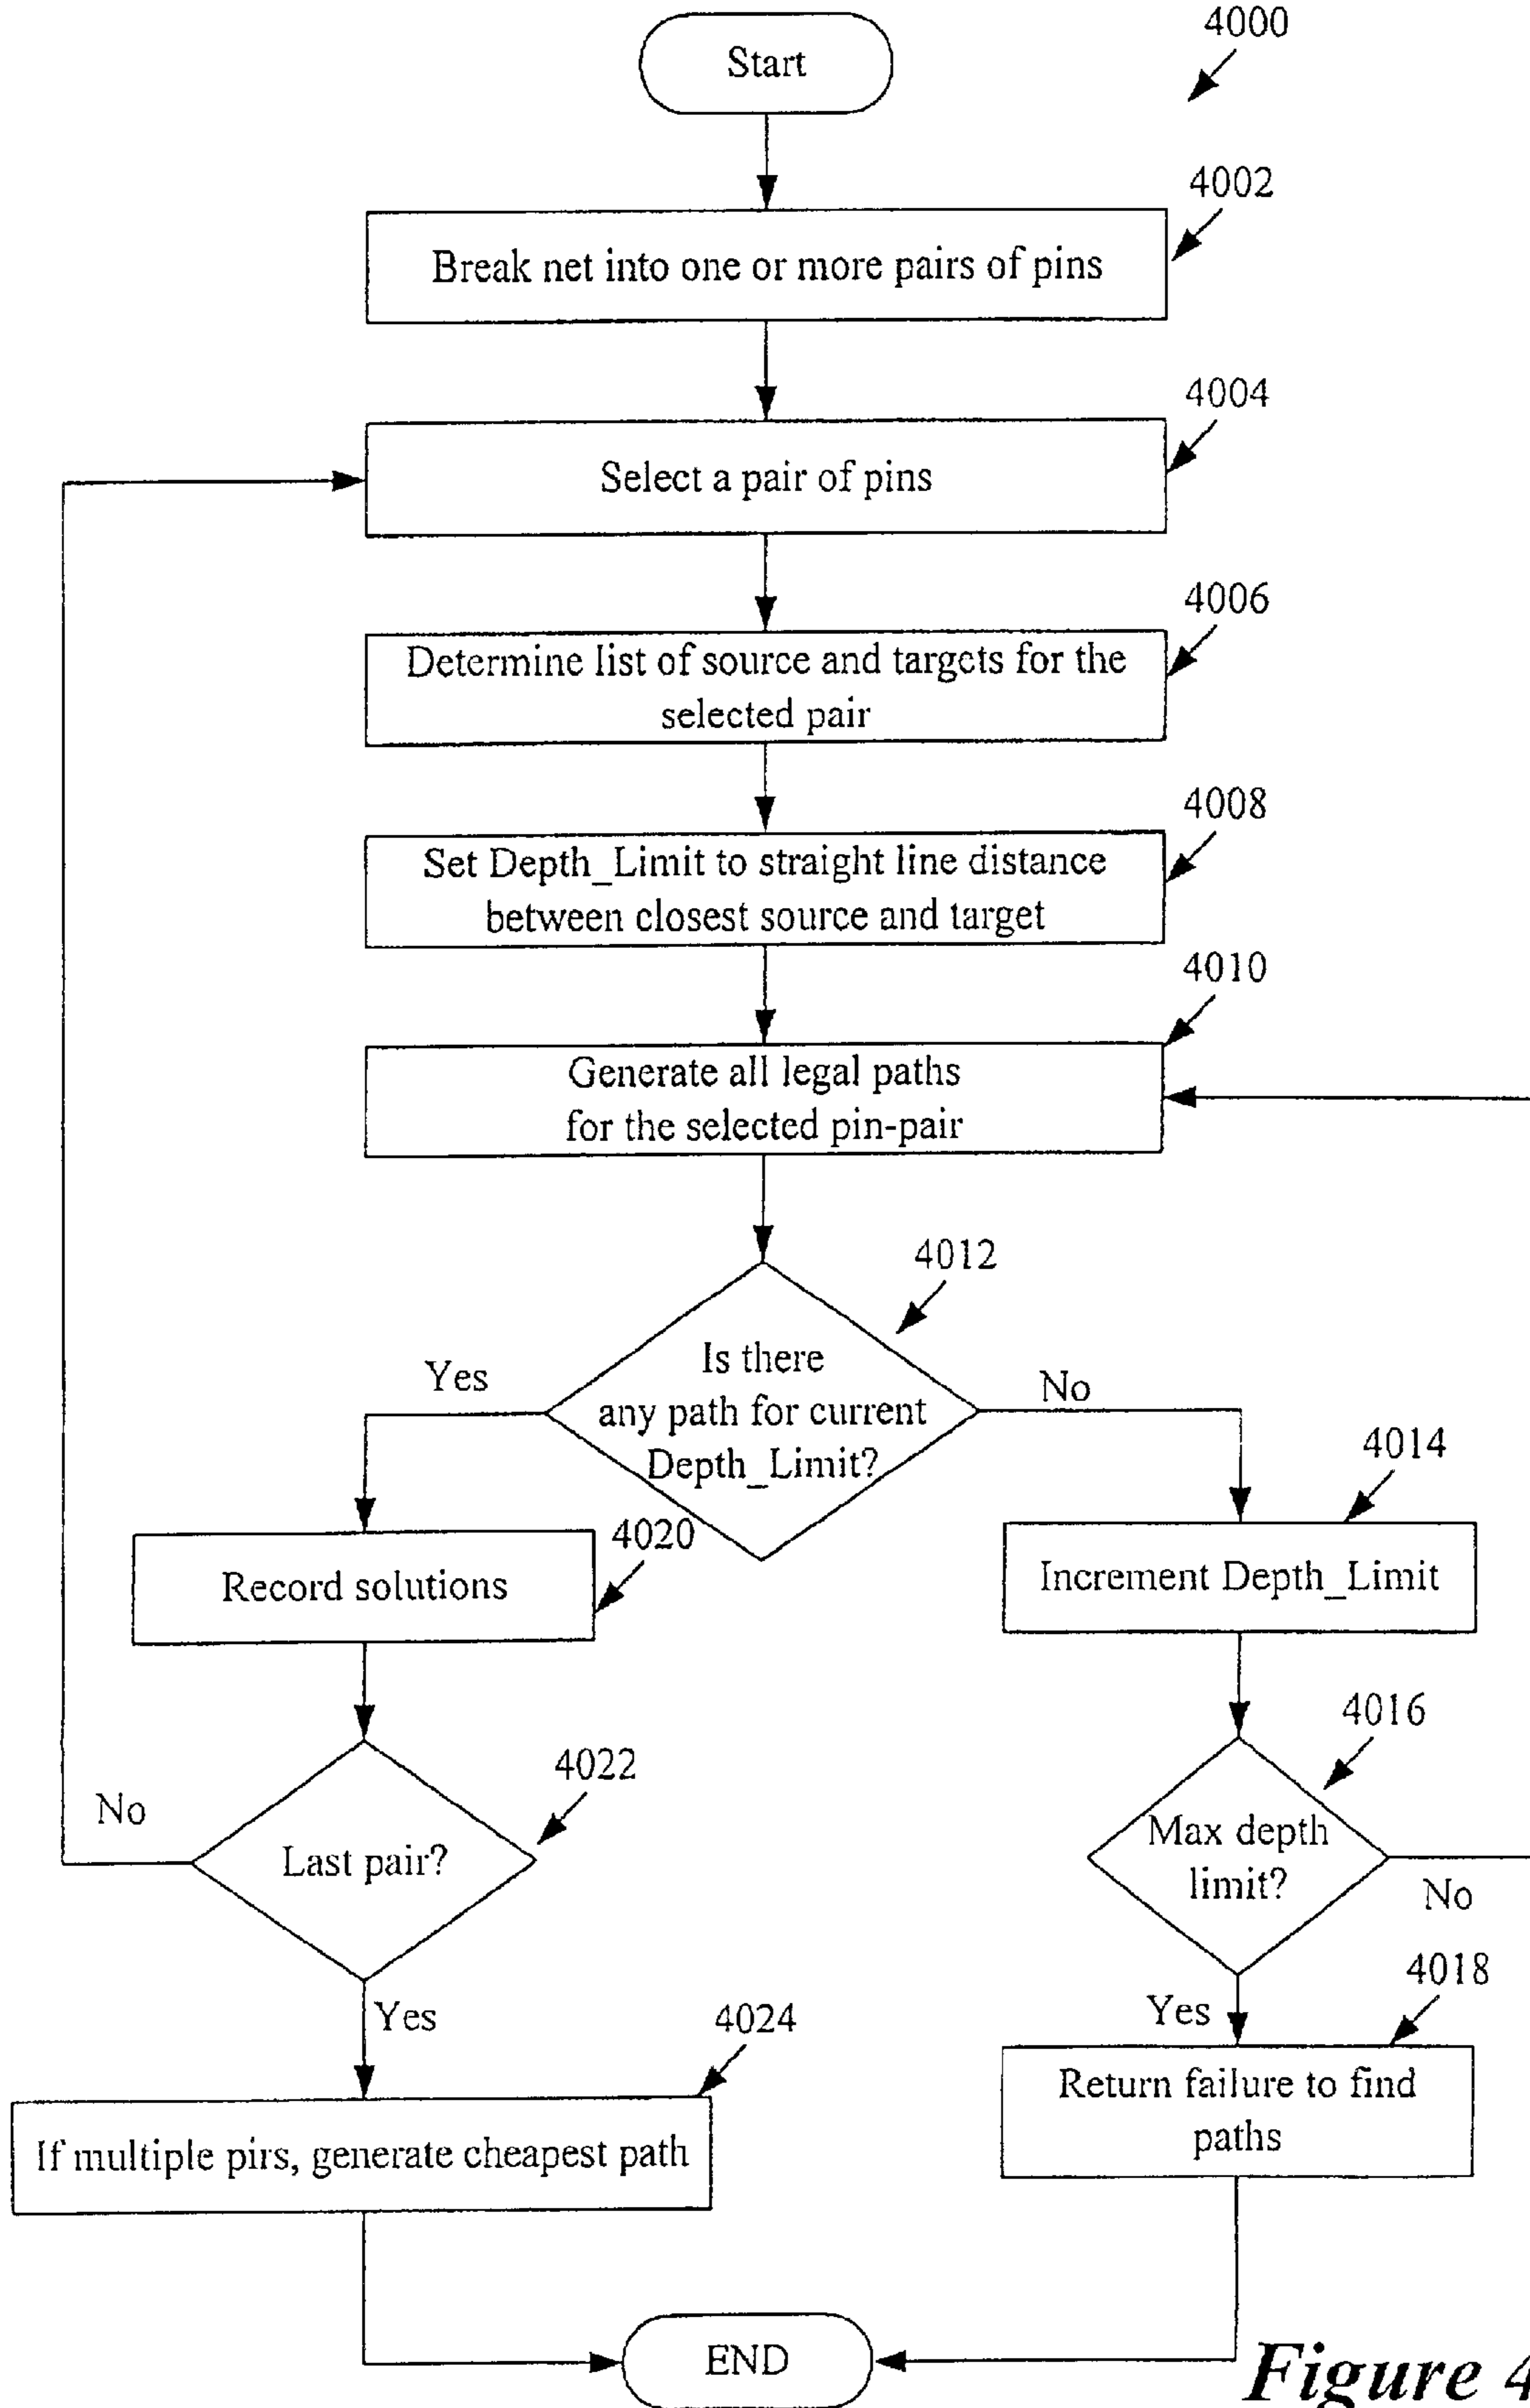 4000
Start
4002
Break net into one or more pairs of pins
4004
Select a pair of pins
4006
Determine list of source and targets for the
selected pair
4008
Set Depth_Limit to straight line distance
between closest source and target
4010
Generate all legal paths
for the selected pin-pair
4012
Is there
any path for current
Depth_Limit?
Yes
No
4014
Increment Depth_Limit
4020
Record solutions
4016
Max depth
limit?
No
4022
Last pair?
No
Yes
4018
Yes
Return failure to find
paths
4024
If multiple pirs, generate cheapest path
END
Figure 4